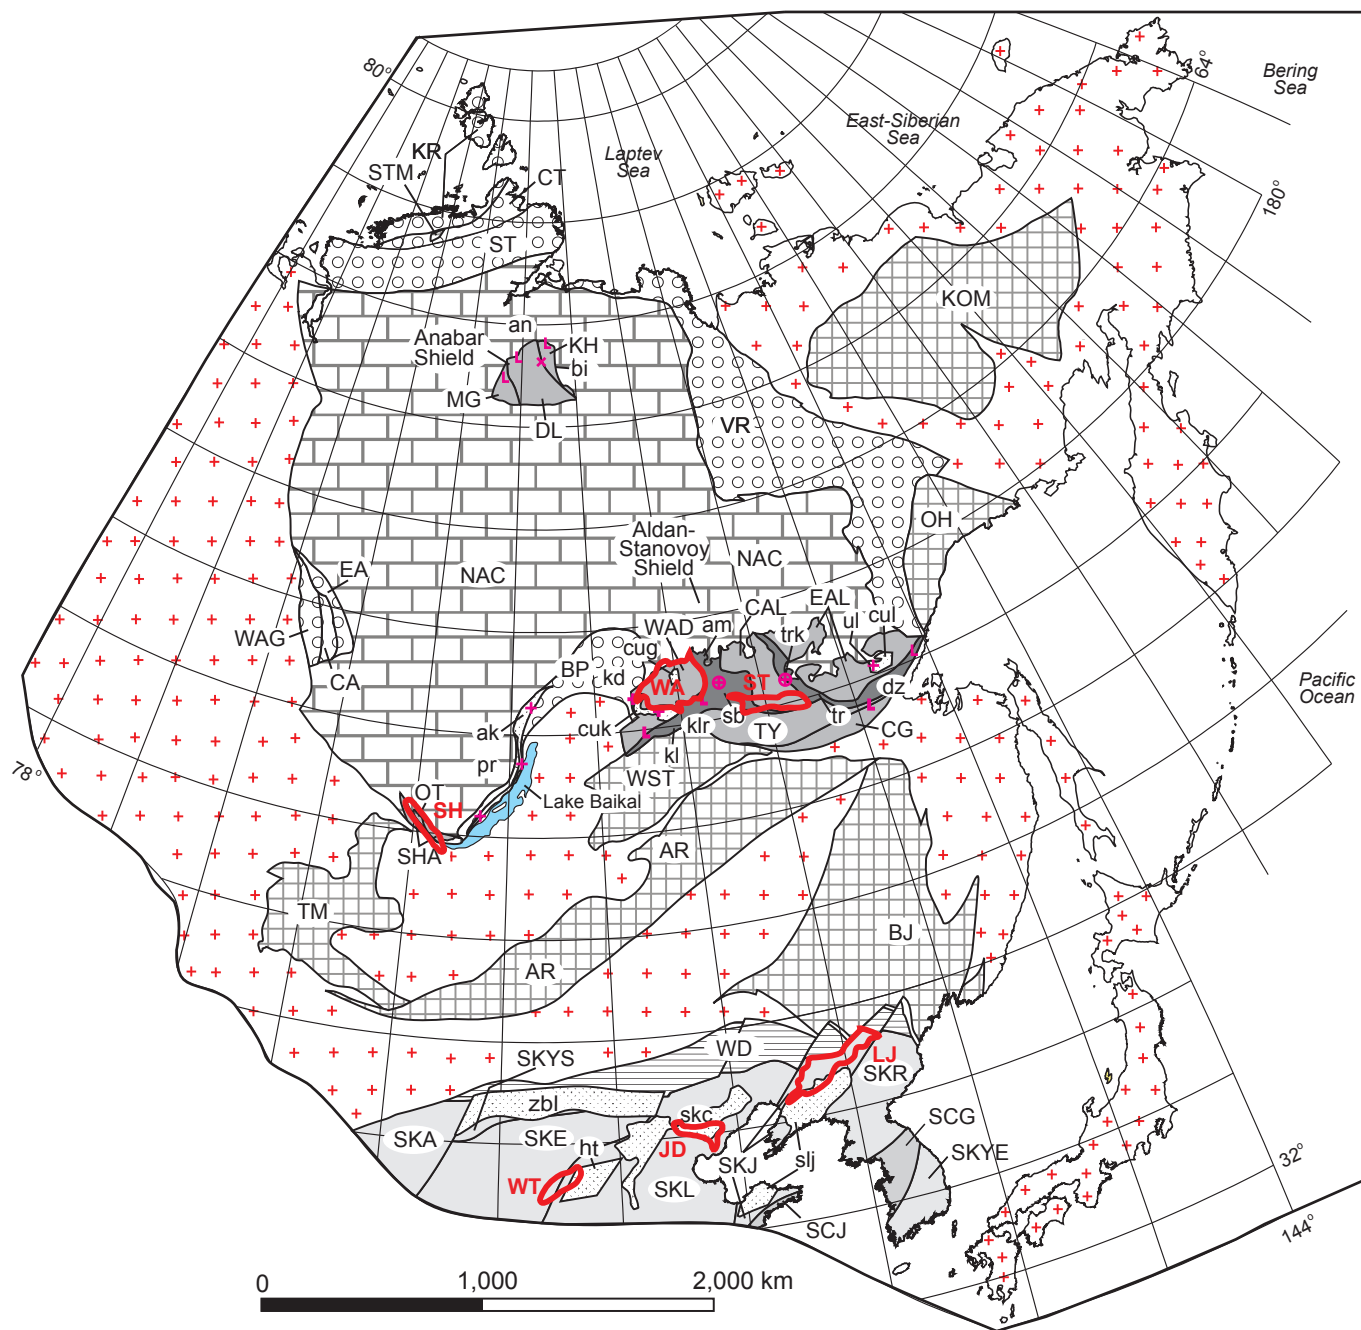 Bering
Sea
64°
80°
East-Siberian
Sea
KR
Laptev
Sea
STM
CT
180°
ST
KOM
an
Anabar
Shield
KH
bi
MG
DL
VR
OH
Aldan-
Stanovoy
Shield
NAC
NAC
EA
EAL
CAL
cul
ul
WAG
WAD
am
trk
cug
BP
kd
CA
WA
ST
dz
Pacific
Ocean
ak
cuk
klr
sb
TY
tr
CG
kl
pr
WST
78°
OT
SH
Lake Baikal
SHA
AR
TM
BJ
AR
WD
SKYS
LJ
SKR
zbl
skc
SCG
SKA
SKE
ht
JD
SKJ
slj
SKYE
32°
WT
SKL
SCJ
144°
0
1,000
2,000 km